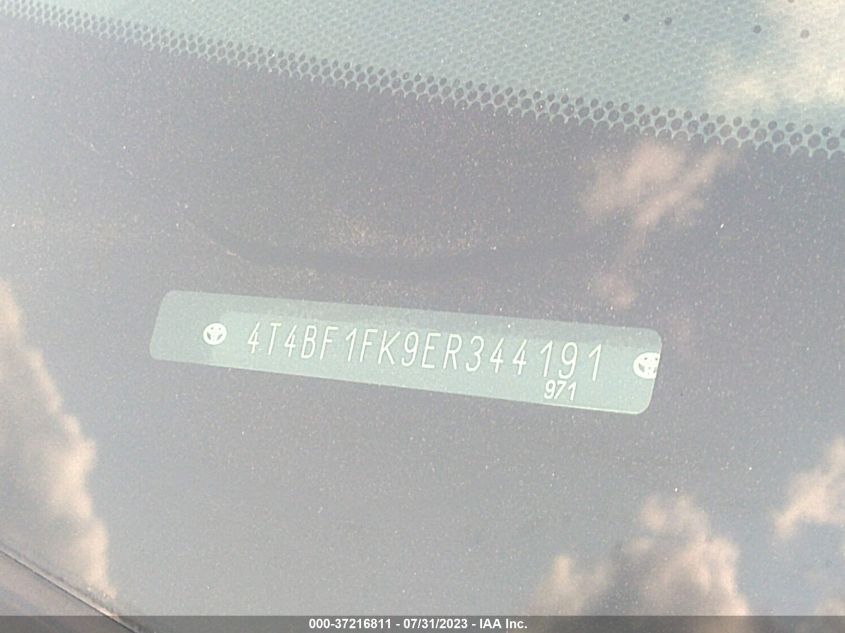 4T4BF1FK9ER344191
971
000-37216811 - 07/31/2023 - IAA Inc.